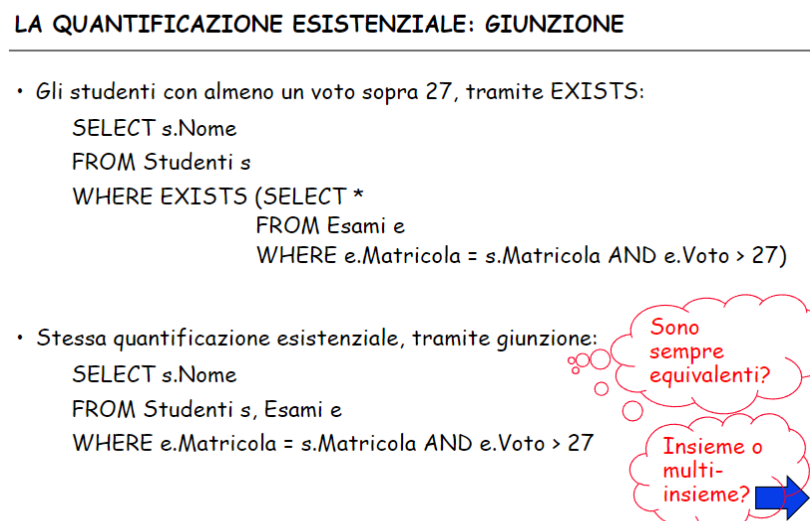 LA QUANTIFICAZIONE ESISTENZIALE: GIUNZIONE
• Gli studenti con almeno un voto sopra 27, tramite EXISTS:
SELECT s.Nome
FROM Studenti s
WHERE EXISTS (SELECT *
FROM Esami e
WHERE e.Matricola = s.Matricola AND e.Voto > 27)
• Stessa quantificazione esistenziale, tramite giunzione:
SELECT s.Nome
FROM Studenti s, Esami e
WHERE e.Matricola = s.Matricola AND e.Voto > 27
Sono
sempre
equivalenti?
Insieme o
multi-
insieme?